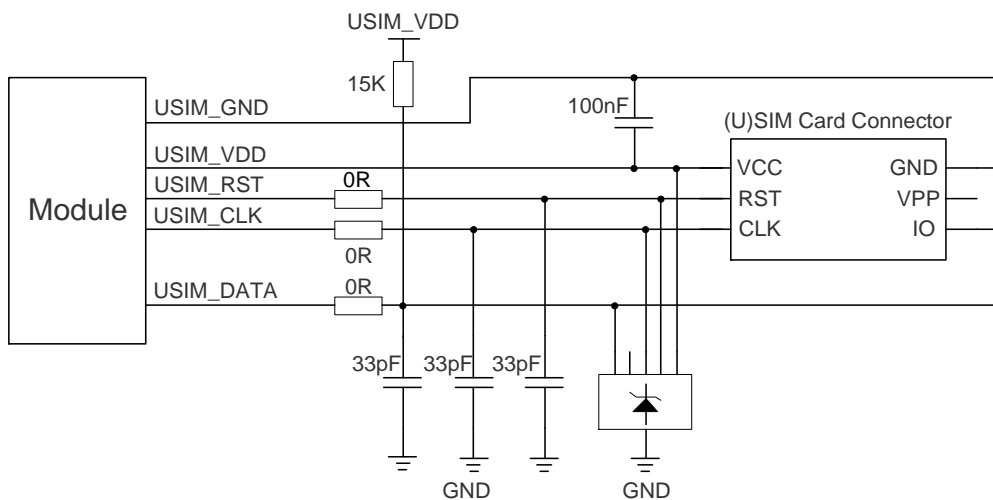 USIM_VDD
15K
100nF
USIM_GND
(U)SIM Card Connector
USIM_VDD
VCC
GND
USIM_RST
0R
RST
VPP
Module
USIM_CLK
CLK
IO
0R
USIM_DATA
0R
33pF
33pF
33pF
GND
GND